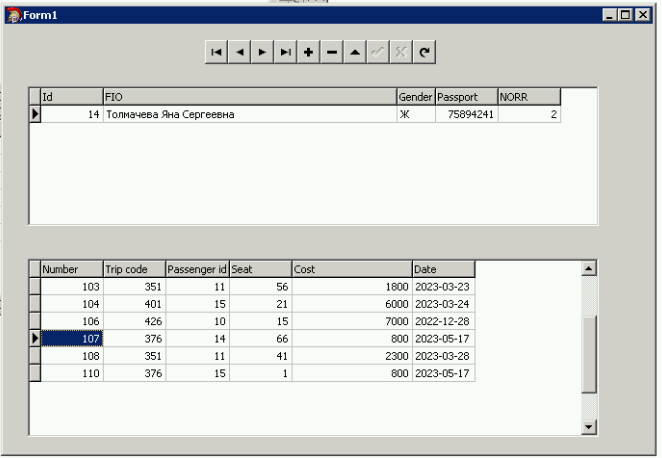 Form1
Id FIO Gender Passport NORR
14 Толмачева Яна Сергеевна Ж 75894241 2
Number Trip code Passenger id Seat Cost Date
103 351 11 56 1800 2023-03-23
104 401 15 21 6000 2023-03-24
106 426 10 15 7000 2022-12-28
107 376 14 66 800 2023-05-17
108 351 11 41 2300 2023-03-28
110 376 15 1 800 2023-05-17